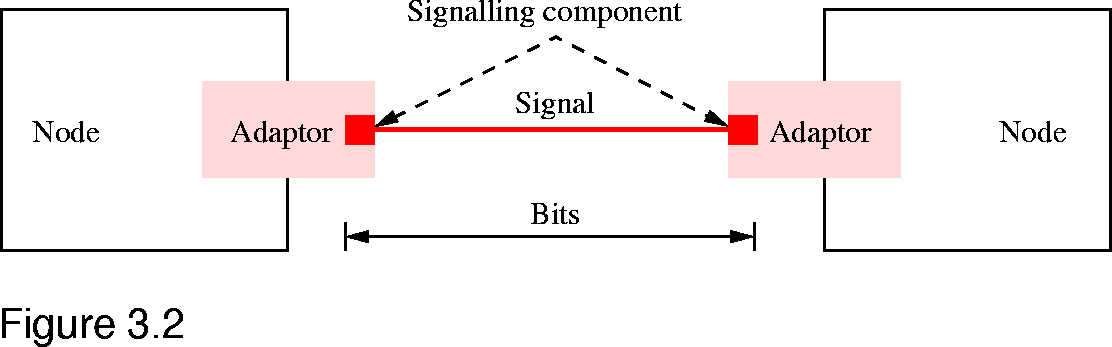 Signalling component
Signal
Node
Adaptor
Adaptor
Node
Bits
Figure 3.2